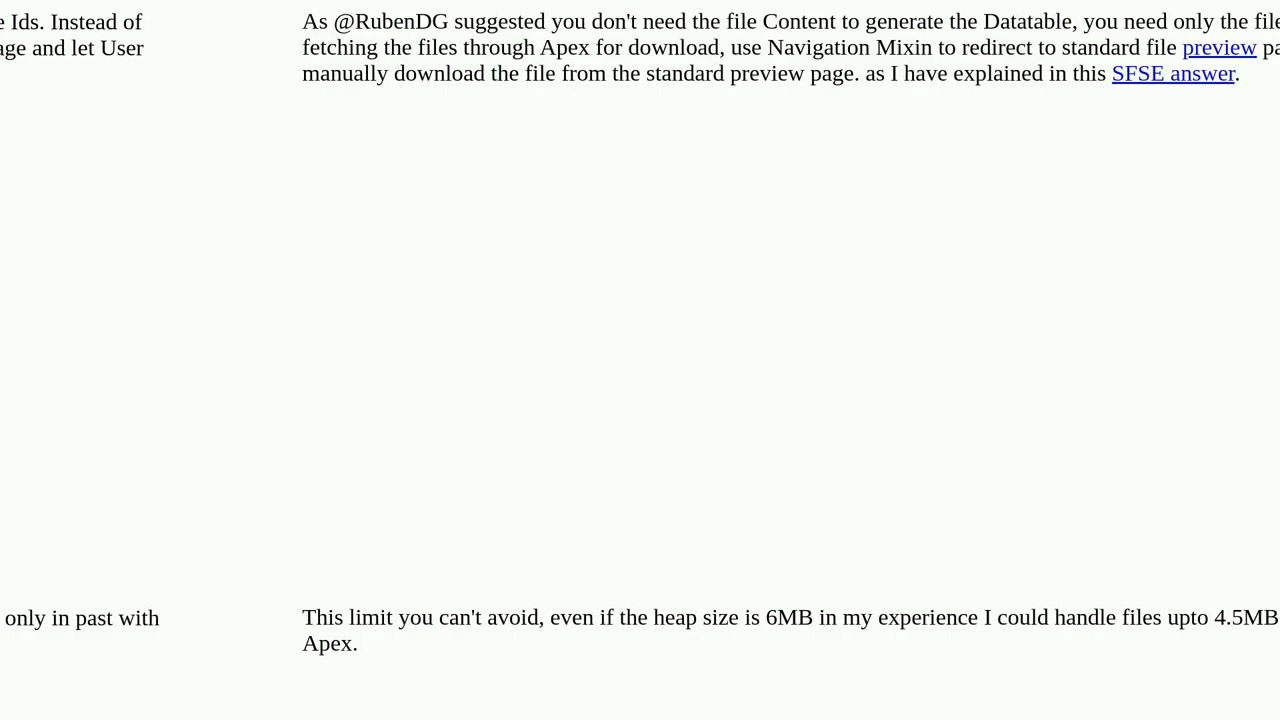 e Ids. Instead of
age and let User
As @RubenDG suggested you don't need the file Content to generate the Datatable, you need only the file
fetching the files through Apex for download, use Navigation Mixin to redirect to standard file preview pa
manually download the file from the standard preview page. as I have explained in this SFSE answer.
only in past with
This limit you can't avoid, even if the heap size is 6MB in my experience I could handle files upto 4.5MB
Apex.